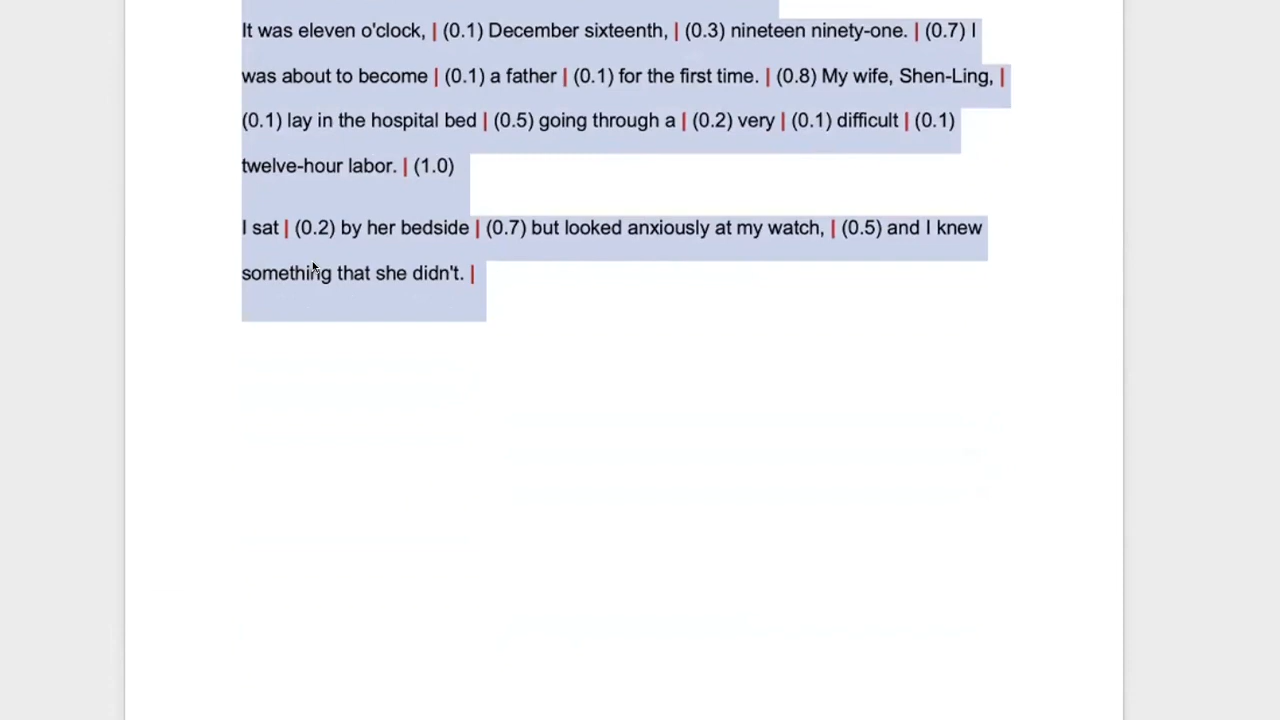 It was eleven o'clock, | (0.1) December sixteenth, | (0.3) nineteen ninety-one. | (0.7) I
was about to become | (0.1) a father | (0.1) for the first time. | (0.8) My wife, Shen-Ling, |
(0.1) lay in the hospital bed | (0.5) going through a | (0.2) very | (0.1) difficult | (0.1)
twelve-hour labor. | (1.0)
I sat | (0.2) by her bedside | (0.7) but looked anxiously at my watch, | (0.5) and I knew
something that she didn't. |